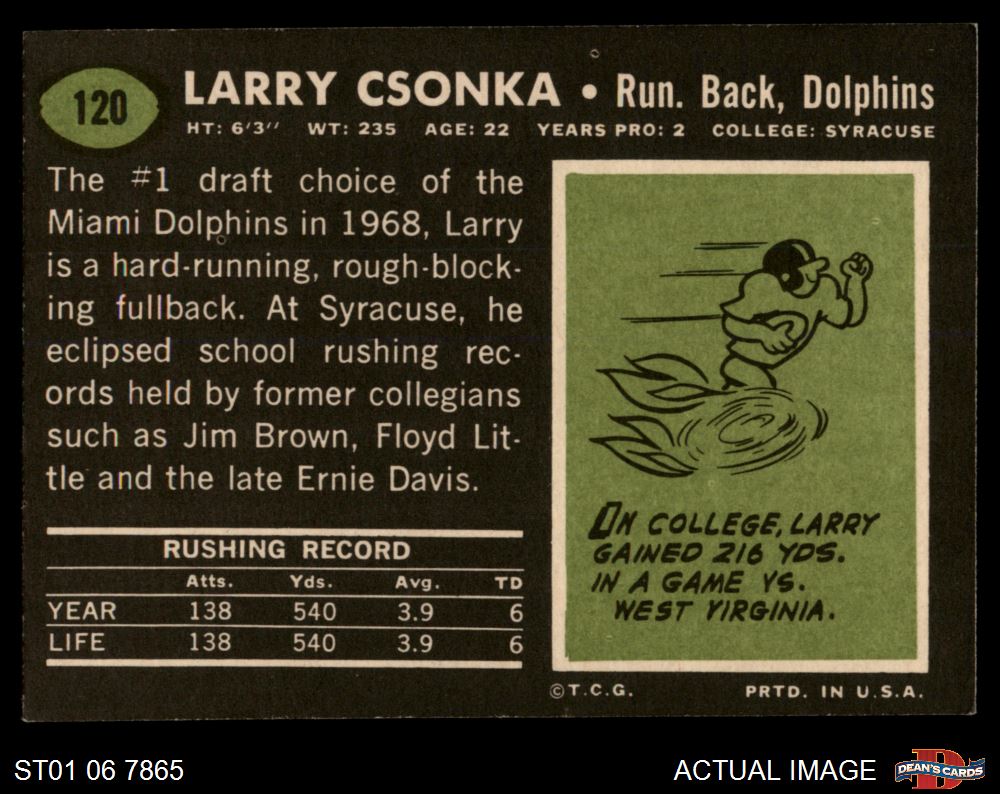 120
LARRY CSONKA • Run. Back, Dolphins
HT: 6'3" WT: 235 AGE: 22 YEARS PRO: 2 COLLEGE: SYRACUSE
The #1 draft choice of the
Miami Dolphins in 1968, Larry
is a hard-running, rough-block-
ing fullback. At Syracuse, he
eclipsed school rushing rec-
ords held by former collegians
such as Jim Brown, Floyd Lit-
tle and the late Ernie Davis.
RUSHING RECORD
Atts. Yds. Avg. TD
YEAR 138 540 3.9 6
LIFE 138 540 3.9 6
IN COLLEGE, LARRY
GAINED 216 YDS.
IN A GAME VS.
WEST VIRGINIA.
©T.C.G. PRTD. IN U.S.A.
ST01 06 7865
ACTUAL IMAGE
DEAN'S CARDS